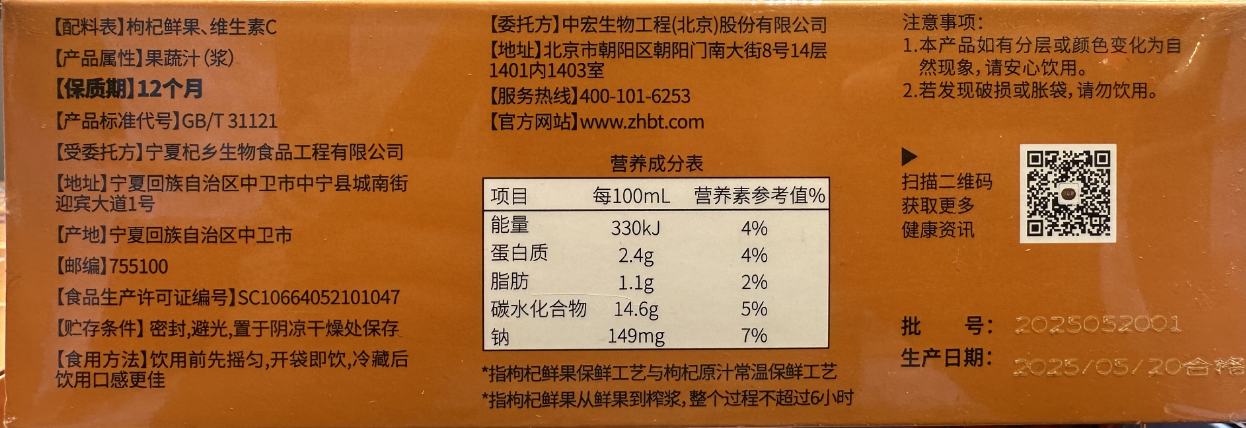 【配料表】枸杞鲜果、维生素C
【产品属性】果蔬汁（浆）
【保质期】12个月
【产品标准代号】GB/T 31121
【受委托方】宁夏杞乡生物食品工程有限公司
【地址】宁夏回族自治区中卫市中宁县城南街
迎宾大道1号
【产地】宁夏回族自治区中卫市
【邮编】755100
【食品生产许可证编号】SC10664052101047
【贮存条件】密封,避光,置于阴凉干燥处保存
【食用方法】饮用前先摇匀,开袋即饮,冷藏后
饮用口感更佳
【委托方】中宏生物工程(北京)股份有限公司
【地址】北京市朝阳区朝阳门南大街8号14层
1401内1403室
【服务热线】400-101-6253
【官方网站】www.zhbt.com
营养成分表
项目 每100mL 营养素参考值%
能量 330kJ 4%
蛋白质 2.4g 4%
脂肪 1.1g 2%
碳水化合物 14.6g 5%
钠 149mg 7%
*指枸杞鲜果保鲜工艺与枸杞原汁常温保鲜工艺
*指枸杞鲜果从鲜果到榨浆,整个过程不超过6小时
注意事项：
1.本产品如有分层或颜色变化为自
然现象,请安心饮用。
2.若发现破损或胀袋,请勿饮用。
扫描二维码
获取更多
健康资讯
批 号： 2025052001
生产日期： 2025/05/20合格